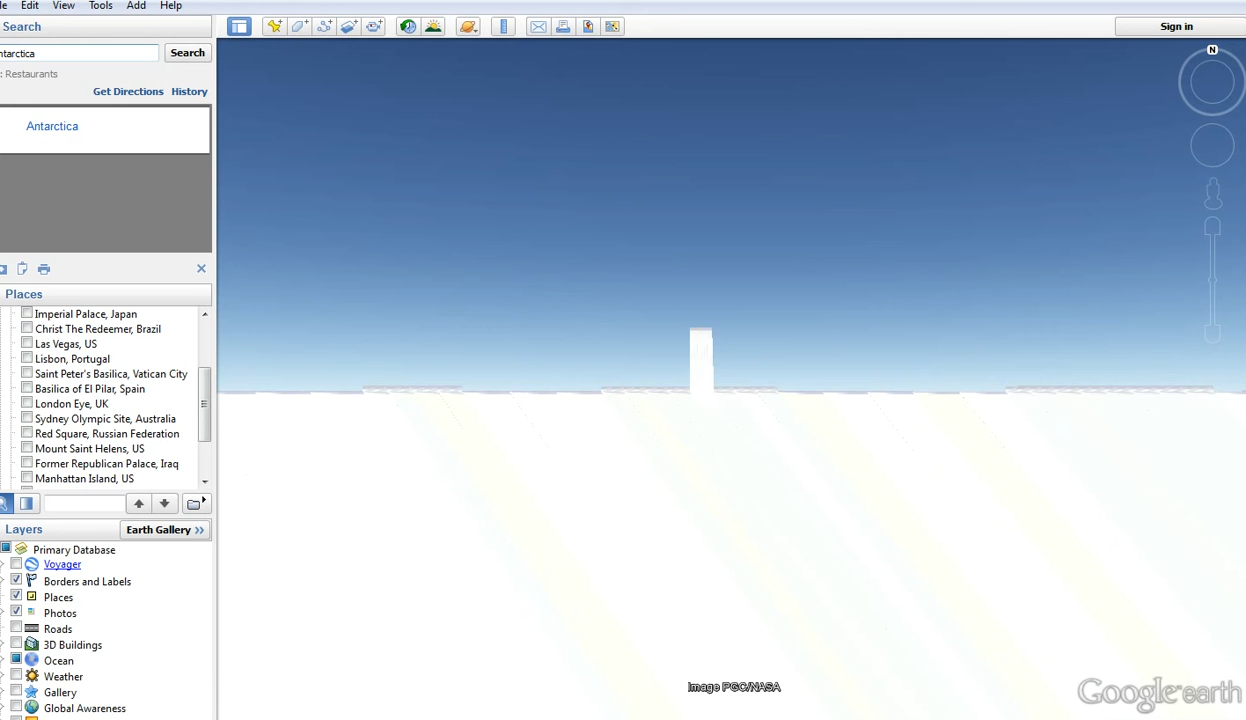 Edit View Tools Add Help
Search
ntarctica
Search
: Restaurants
Get Directions History
Antarctica
Places
Imperial Palace, Japan
Christ The Redeemer, Brazil
Las Vegas, US
Lisbon, Portugal
Saint Peter's Basilica, Vatican City
Basilica of El Pilar, Spain
London Eye, UK
Sydney Olympic Site, Australia
Red Square, Russian Federation
Mount Saint Helens, US
Former Republican Palace, Iraq
Manhattan Island, US
Layers
Earth Gallery >>
Primary Database
Voyager
Borders and Labels
Places
Photos
Roads
3D Buildings
Ocean
Weather
Gallery
Global Awareness
Sign in
N
Image PGC/NASA
Google earth